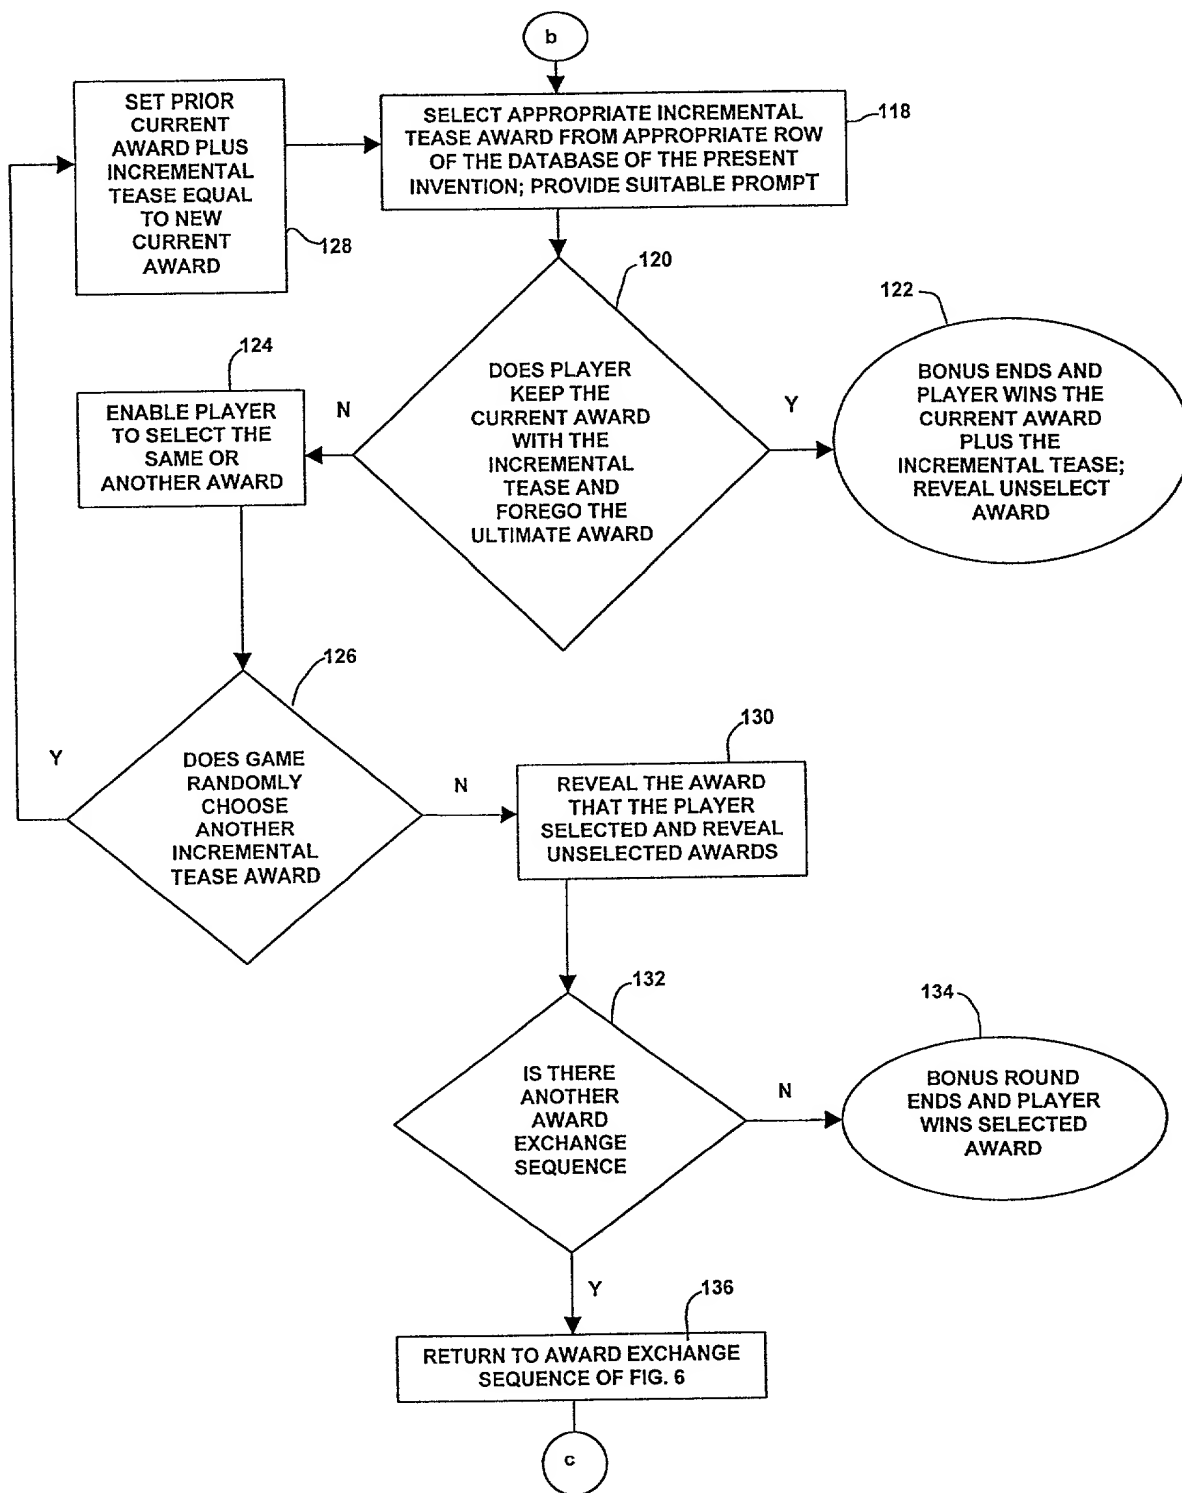 b
SET PRIOR
CURRENT
AWARD PLUS
INCREMENTAL
TEASE EQUAL
TO NEW
CURRENT
AWARD
128
SELECT APPROPRIATE INCREMENTAL
TEASE AWARD FROM APPROPRIATE ROW
OF THE DATABASE OF THE PRESENT
INVENTION; PROVIDE SUITABLE PROMPT
118
120
DOES PLAYER
KEEP THE
CURRENT AWARD
WITH THE
INCREMENTAL
TEASE AND
FOREGO THE
ULTIMATE AWARD
Y
122
BONUS ENDS AND
PLAYER WINS THE
CURRENT AWARD
PLUS THE
INCREMENTAL TEASE;
REVEAL UNSELECT
AWARD
N
124
ENABLE PLAYER
TO SELECT THE
SAME OR
ANOTHER AWARD
126
DOES GAME
RANDOMLY
CHOOSE
ANOTHER
INCREMENTAL
TEASE AWARD
Y
N
130
REVEAL THE AWARD
THAT THE PLAYER
SELECTED AND REVEAL
UNSELECTED AWARDS
132
IS THERE
ANOTHER
AWARD
EXCHANGE
SEQUENCE
N
134
BONUS ROUND
ENDS AND PLAYER
WINS SELECTED
AWARD
Y
136
RETURN TO AWARD EXCHANGE
SEQUENCE OF FIG. 6
c